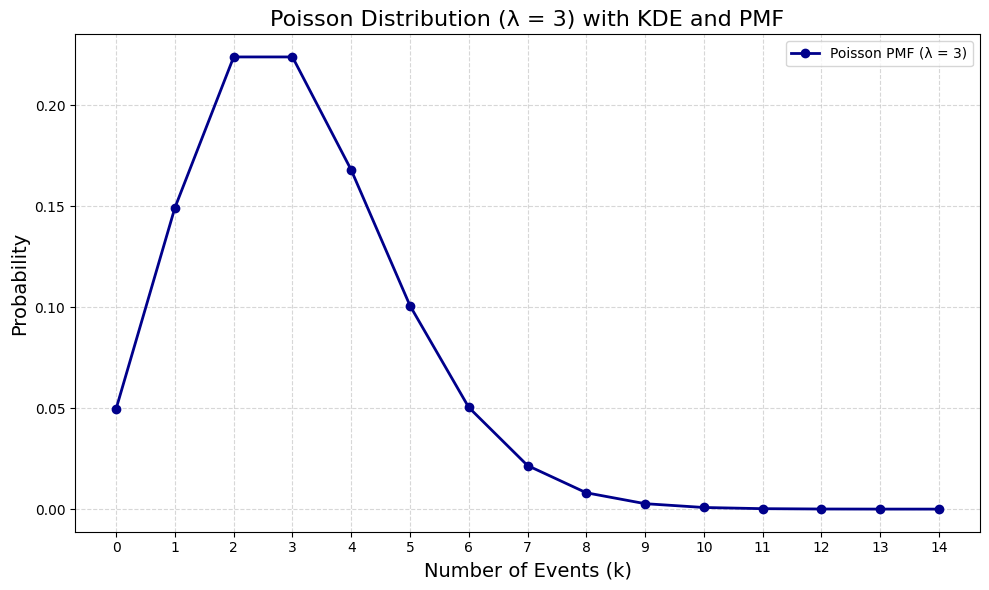 Poisson Distribution (λ = 3) with KDE and PMF
Poisson PMF (λ = 3)
Probability
0.20
0.15
0.10
0.05
0.00
0 1 2 3 4 5 6 7 8 9 10 11 12 13 14
Number of Events (k)